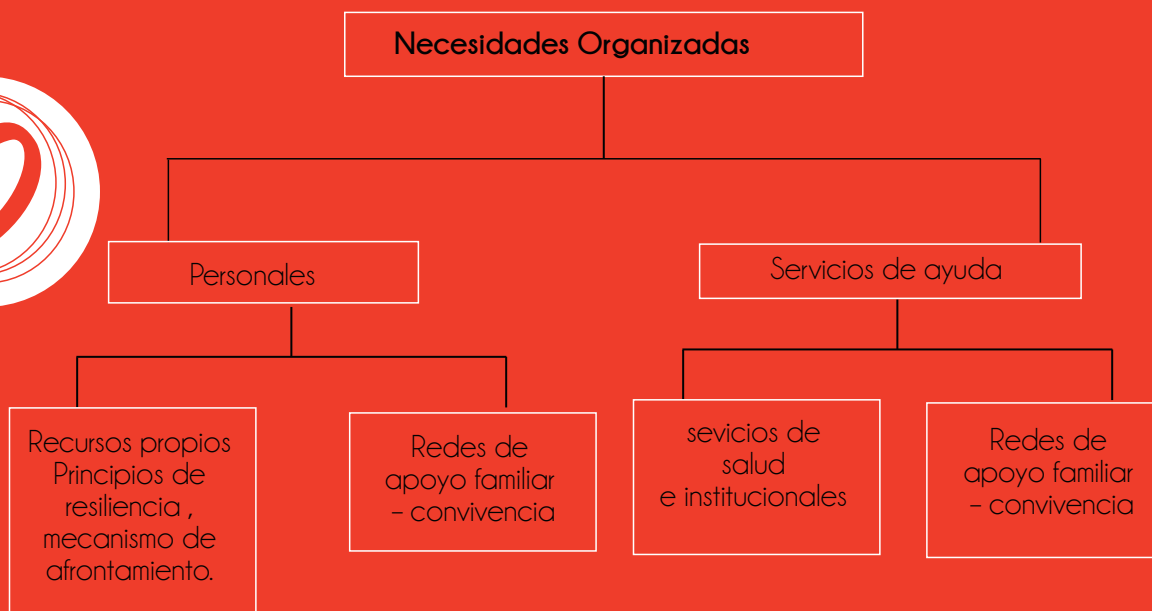 Necesidades Organizadas
Personales
Servicios de ayuda
Recursos propios
Principios de
resiliencia ,
mecanismo de
afrontamiento.
Redes de
apoyo familiar
– convivencia
sevicios de
salud
e institucionales
Redes de
apoyo familiar
– convivencia